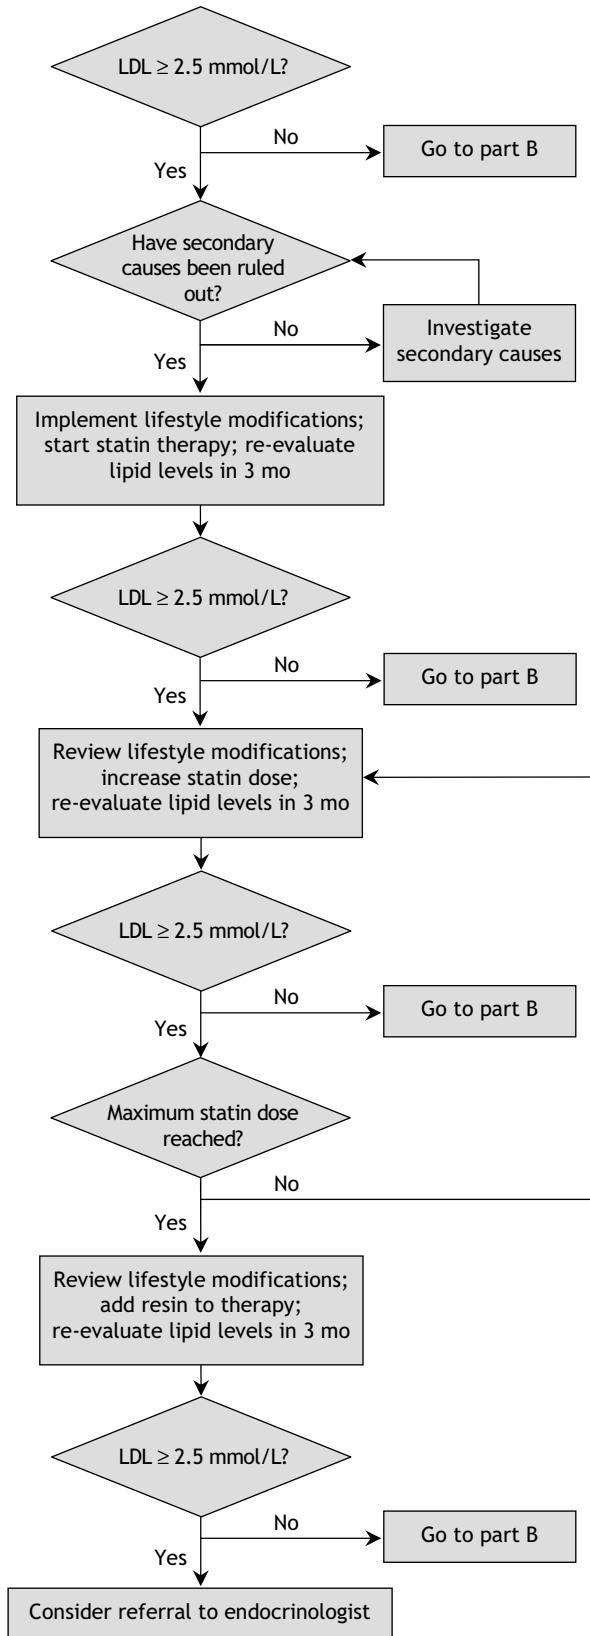 LDL ≥ 2.5 mmol/L?
No
Go to part B
Yes
Have secondary
causes been ruled
out?
No
Investigate
secondary causes
Yes
Implement lifestyle modifications;
start statin therapy; re-evaluate
lipid levels in 3 mo
LDL ≥ 2.5 mmol/L?
No
Go to part B
Yes
Review lifestyle modifications;
increase statin dose;
re-evaluate lipid levels in 3 mo
LDL ≥ 2.5 mmol/L?
No
Go to part B
Yes
Maximum statin dose
reached?
No
Yes
Review lifestyle modifications;
add resin to therapy;
re-evaluate lipid levels in 3 mo
LDL ≥ 2.5 mmol/L?
No
Go to part B
Yes
Consider referral to endocrinologist